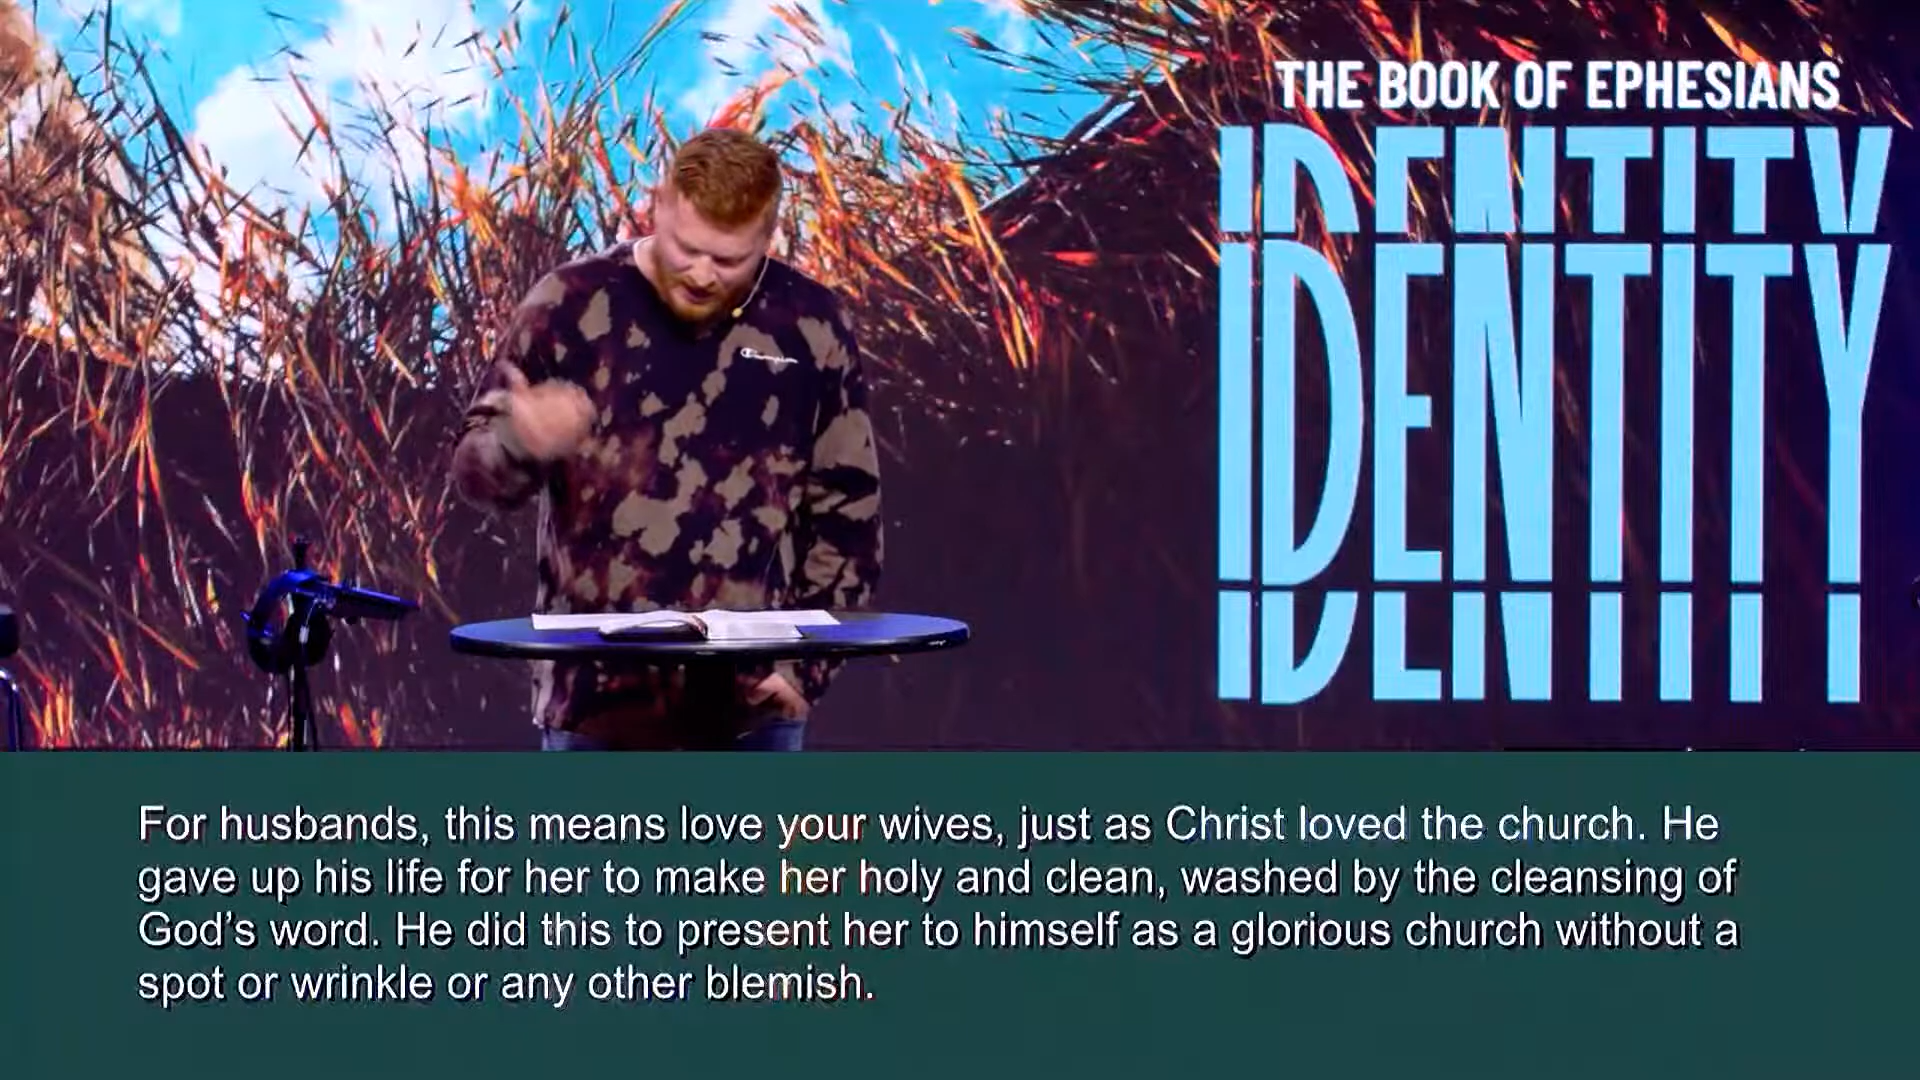 THE BOOK OF EPHESIANS
IDENTITY
IDENTITY
IDENTITY
Champion
For husbands, this means love your wives, just as Christ loved the church. He
gave up his life for her to make her holy and clean, washed by the cleansing of
God’s word. He did this to present her to himself as a glorious church without a
spot or wrinkle or any other blemish.